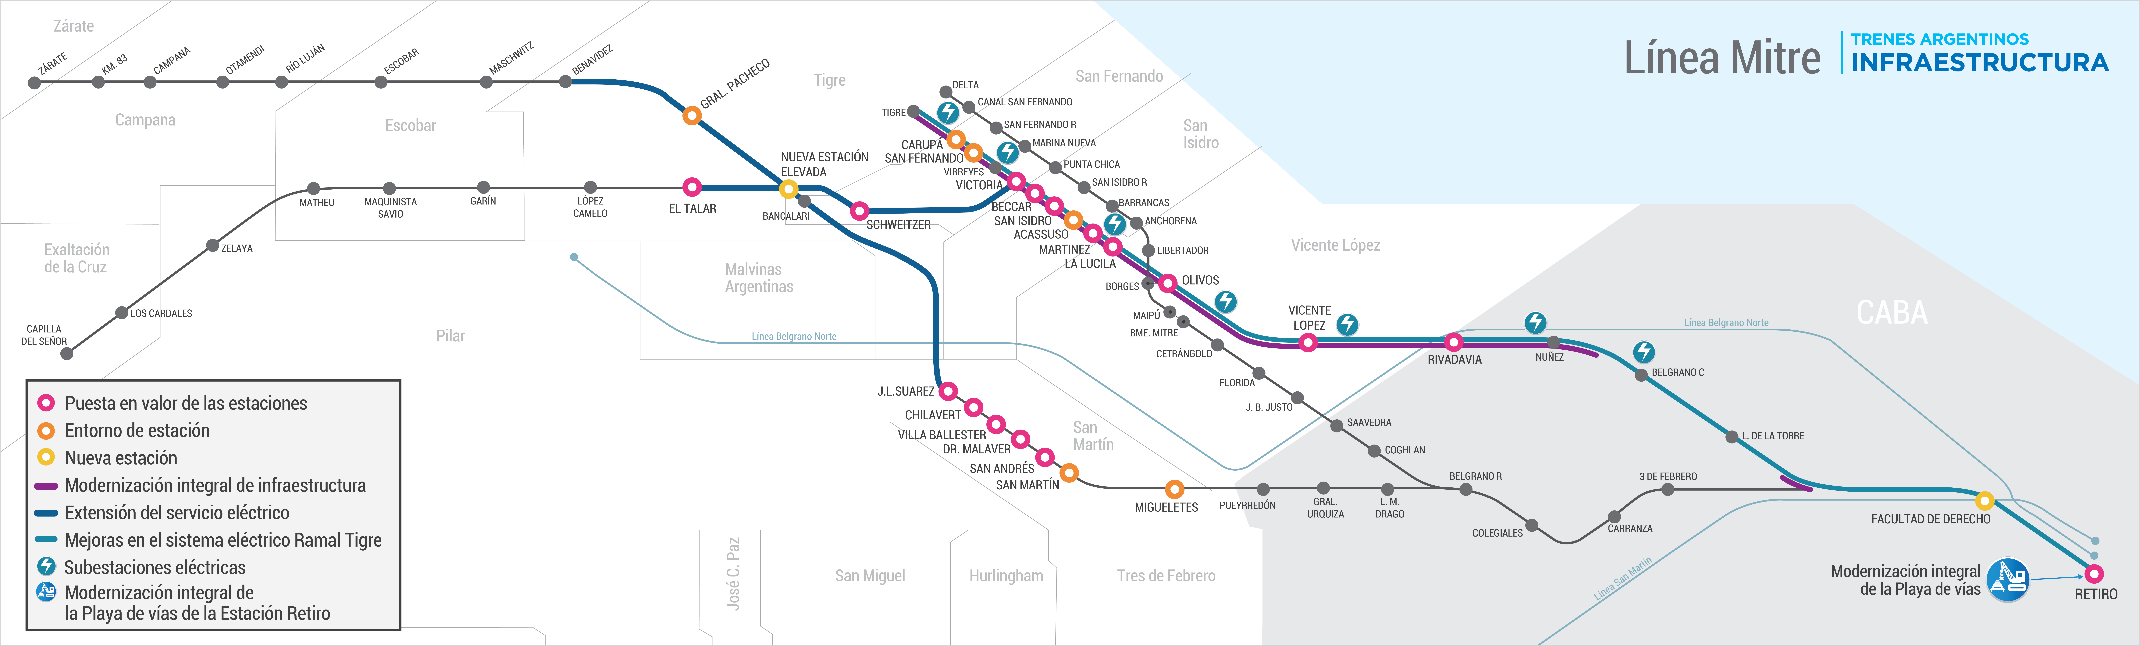 Línea Mitre
TRENES ARGENTINOS
INFRAESTRUCTURA
Zárate
ZÁRATE
KM. 83
CAMPANA
OTAMENDI
RÍO LUJÁN
ESCOBAR
MASCHWITZ
BENAVIDEZ
GRAL. PACHECO
Campana
Escobar
Tigre
San Fernando
San
Isidro
DELTA
CANAL SAN FERNANDO
SAN FERNANDO R
MARINA NUEVA
PUNTA CHICA
SAN ISIDRO R
BARRANCAS
ANCHORENA
LIBERTADOR
TIGRE
CARUPÁ
SAN FERNANDO
VIRREYES
VICTORIA
BECCAR
SAN ISIDRO
ACASSUSO
MARTINEZ
LA LUCILA
OLIVOS
BORGES
MAIPÚ
BME. MITRE
CETRÁNGOLO
FLORIDA
J. B. JUSTO
SAAVEDRA
COGHLAN
NUEVA ESTACIÓN
ELEVADA
BANCALARI
SCHWEITZER
EL TALAR
LÓPEZ
CAMELO
GARÍN
MAQUINISTA
SAVIO
MATHEU
ZELAYA
LOS CARDALES
CAPILLA
DEL SEÑOR
Exaltación
de la Cruz
Pilar
Malvinas
Argentinas
Línea Belgrano Norte
Vicente López
VICENTE
LOPEZ
RIVADAVIA
NUÑEZ
BELGRANO C
L. DE LA TORRE
CABA
Línea Belgrano Norte
J.L.SUAREZ
CHILAVERT
VILLA BALLESTER
DR. MALAVER
SAN ANDRÉS
SAN MARTÍN
San
Martín
MIGUELETES
PUEYRREDÓN
GRAL.
URQUIZA
L. M.
DRAGO
BELGRANO R
COLEGIALES
CARRANZA
3 DE FEBRERO
FACULTAD DE DERECHO
RETIRO
Modernización integral
de la Playa de vías
Línea San Martín
José C. Paz
San Miguel
Hurlingham
Tres de Febrero
Puesta en valor de las estaciones
Entorno de estación
Nueva estación
Modernización integral de infraestructura
Extensión del servicio eléctrico
Mejoras en el sistema eléctrico Ramal Tigre
Subestaciones eléctricas
Modernización integral de
la Playa de vías de la Estación Retiro